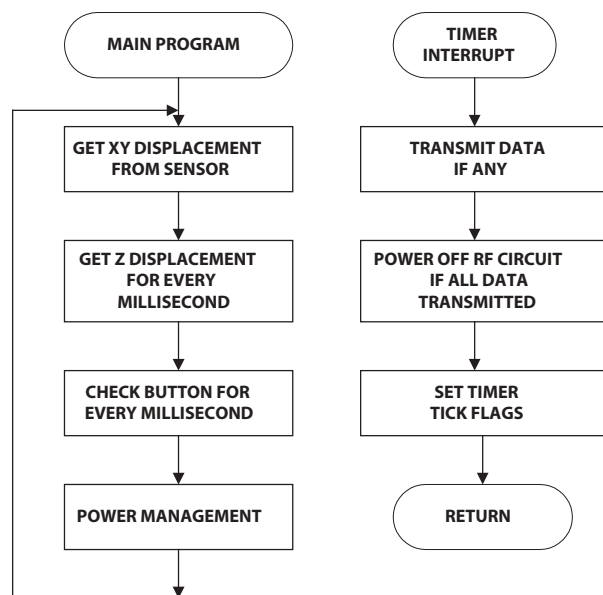 MAIN PROGRAM
GET XY DISPLACEMENT
FROM SENSOR
GET Z DISPLACEMENT
FOR EVERY
MILLISECOND
CHECK BUTTON FOR
EVERY MILLISECOND
POWER MANAGEMENT
TIMER
INTERRUPT
TRANSMIT DATA
IF ANY
POWER OFF RF CIRCUIT
IF ALL DATA
TRANSMITTED
SET TIMER
TICK FLAGS
RETURN